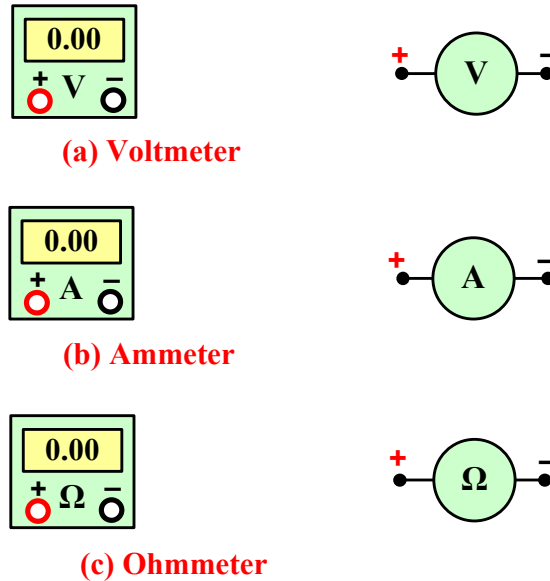 0.00
+ V −
+ V −
(a) Voltmeter
0.00
+ A −
+ A −
(b) Ammeter
0.00
+ Ω −
+ Ω −
(c) Ohmmeter